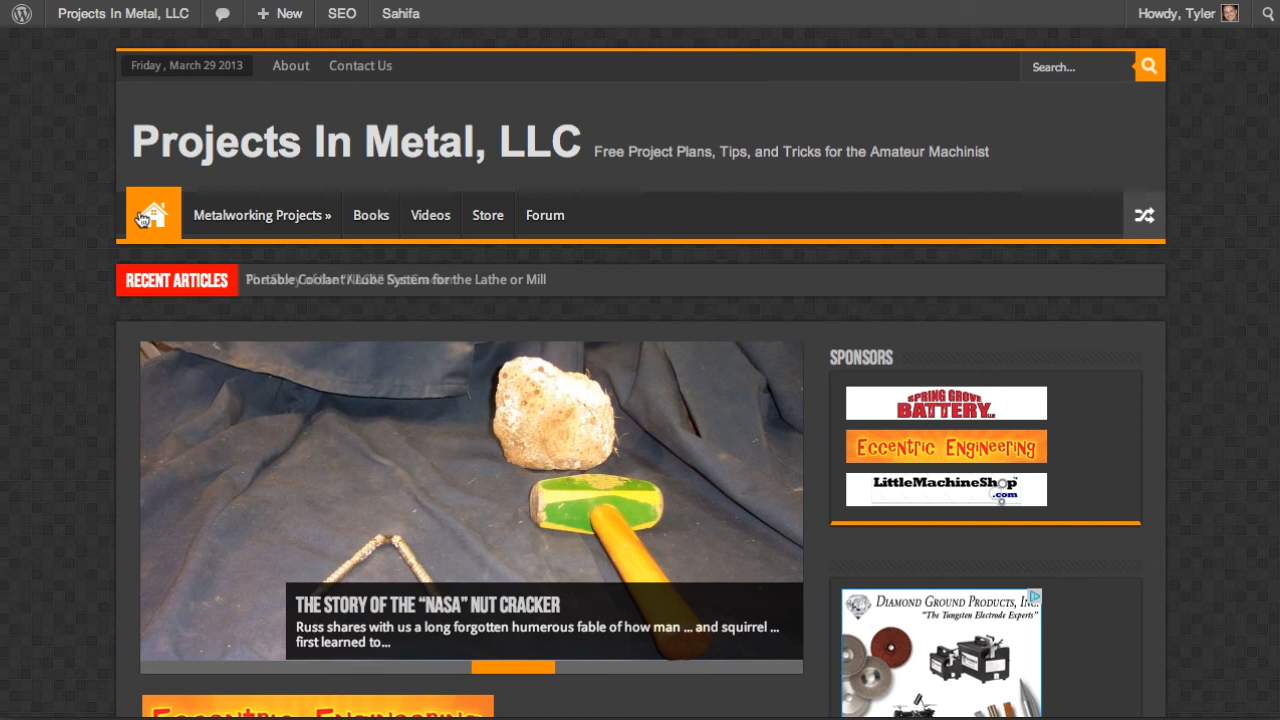 Projects In Metal, LLC
New
SEO
Sahifa
Howdy, Tyler
Friday , March 29 2013
About
Contact Us
Search...
Projects In Metal, LLC
Free Project Plans, Tips, and Tricks for the Amateur Machinist
Metalworking Projects »
Books
Videos
Store
Forum
RECENT ARTICLES
Portable Coolant System for the Lathe or Mill
SPONSORS
SPRING GROVE
BATTERY LLC
Eccentric Engineering
LittleMachineShop
.com
THE STORY OF THE “NASA” NUT CRACKER
Russ shares with us a long forgotten humerous fable of how man ... and squirrel ...
first learned to...
DIAMOND GROUND PRODUCTS, INC.
"The Tungsten Electrode Experts"
Eccentric Engineering